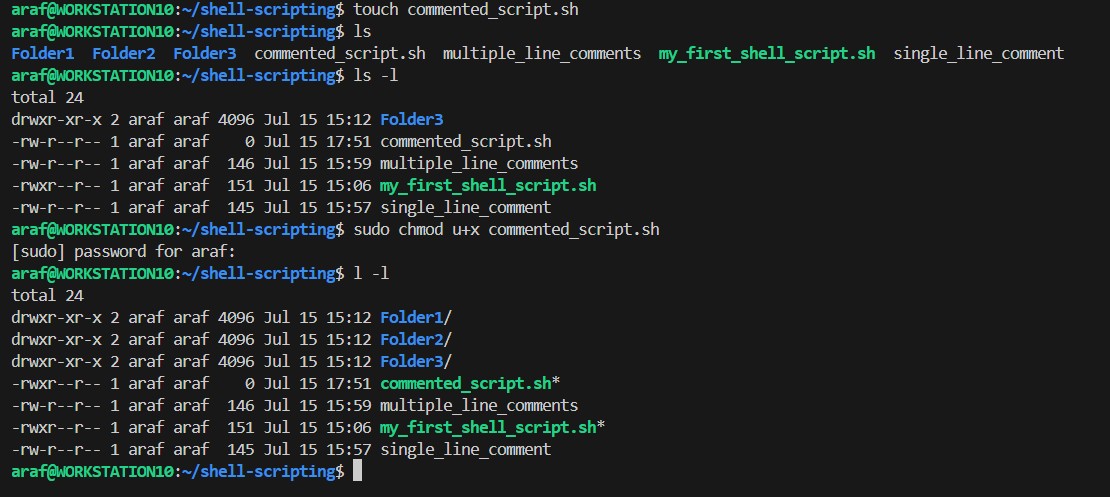 araf@WORKSTATION10:~/shell-scripting$ touch commented_script.sh
araf@WORKSTATION10:~/shell-scripting$ ls
Folder1  Folder2  Folder3  commented_script.sh  multiple_line_comments  my_first_shell_script.sh  single_line_comment
araf@WORKSTATION10:~/shell-scripting$ ls -l
total 24
drwxr-xr-x 2 araf araf 4096 Jul 15 15:12 Folder3
-rw-r--r-- 1 araf araf    0 Jul 15 17:51 commented_script.sh
-rw-r--r-- 1 araf araf  146 Jul 15 15:59 multiple_line_comments
-rwxr--r-- 1 araf araf  151 Jul 15 15:06 my_first_shell_script.sh
-rw-r--r-- 1 araf araf  145 Jul 15 15:57 single_line_comment
araf@WORKSTATION10:~/shell-scripting$ sudo chmod u+x commented_script.sh
[sudo] password for araf:
araf@WORKSTATION10:~/shell-scripting$ l -l
total 24
drwxr-xr-x 2 araf araf 4096 Jul 15 15:12 Folder1/
drwxr-xr-x 2 araf araf 4096 Jul 15 15:12 Folder2/
drwxr-xr-x 2 araf araf 4096 Jul 15 15:12 Folder3/
-rwxr--r-- 1 araf araf    0 Jul 15 17:51 commented_script.sh*
-rw-r--r-- 1 araf araf  146 Jul 15 15:59 multiple_line_comments
-rwxr--r-- 1 araf araf  151 Jul 15 15:06 my_first_shell_script.sh*
-rw-r--r-- 1 araf araf  145 Jul 15 15:57 single_line_comment
araf@WORKSTATION10:~/shell-scripting$